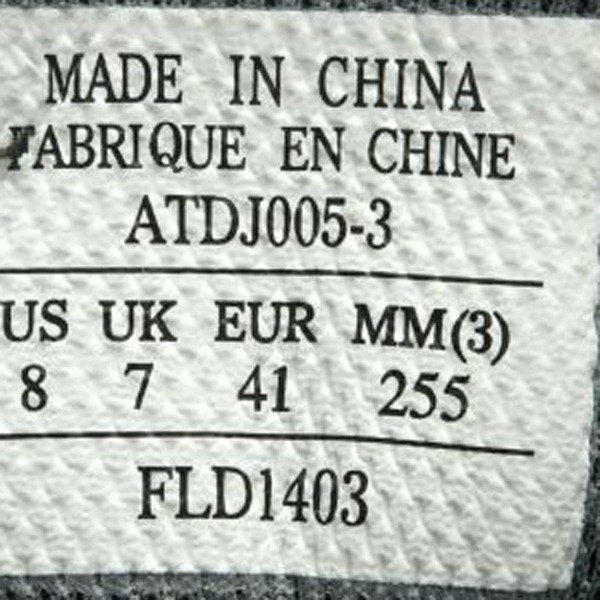 MADE IN CHINA
FABRIQUE EN CHINE
ATDJ005-3
US UK EUR MM(3)
8 7 41 255
FLD1403